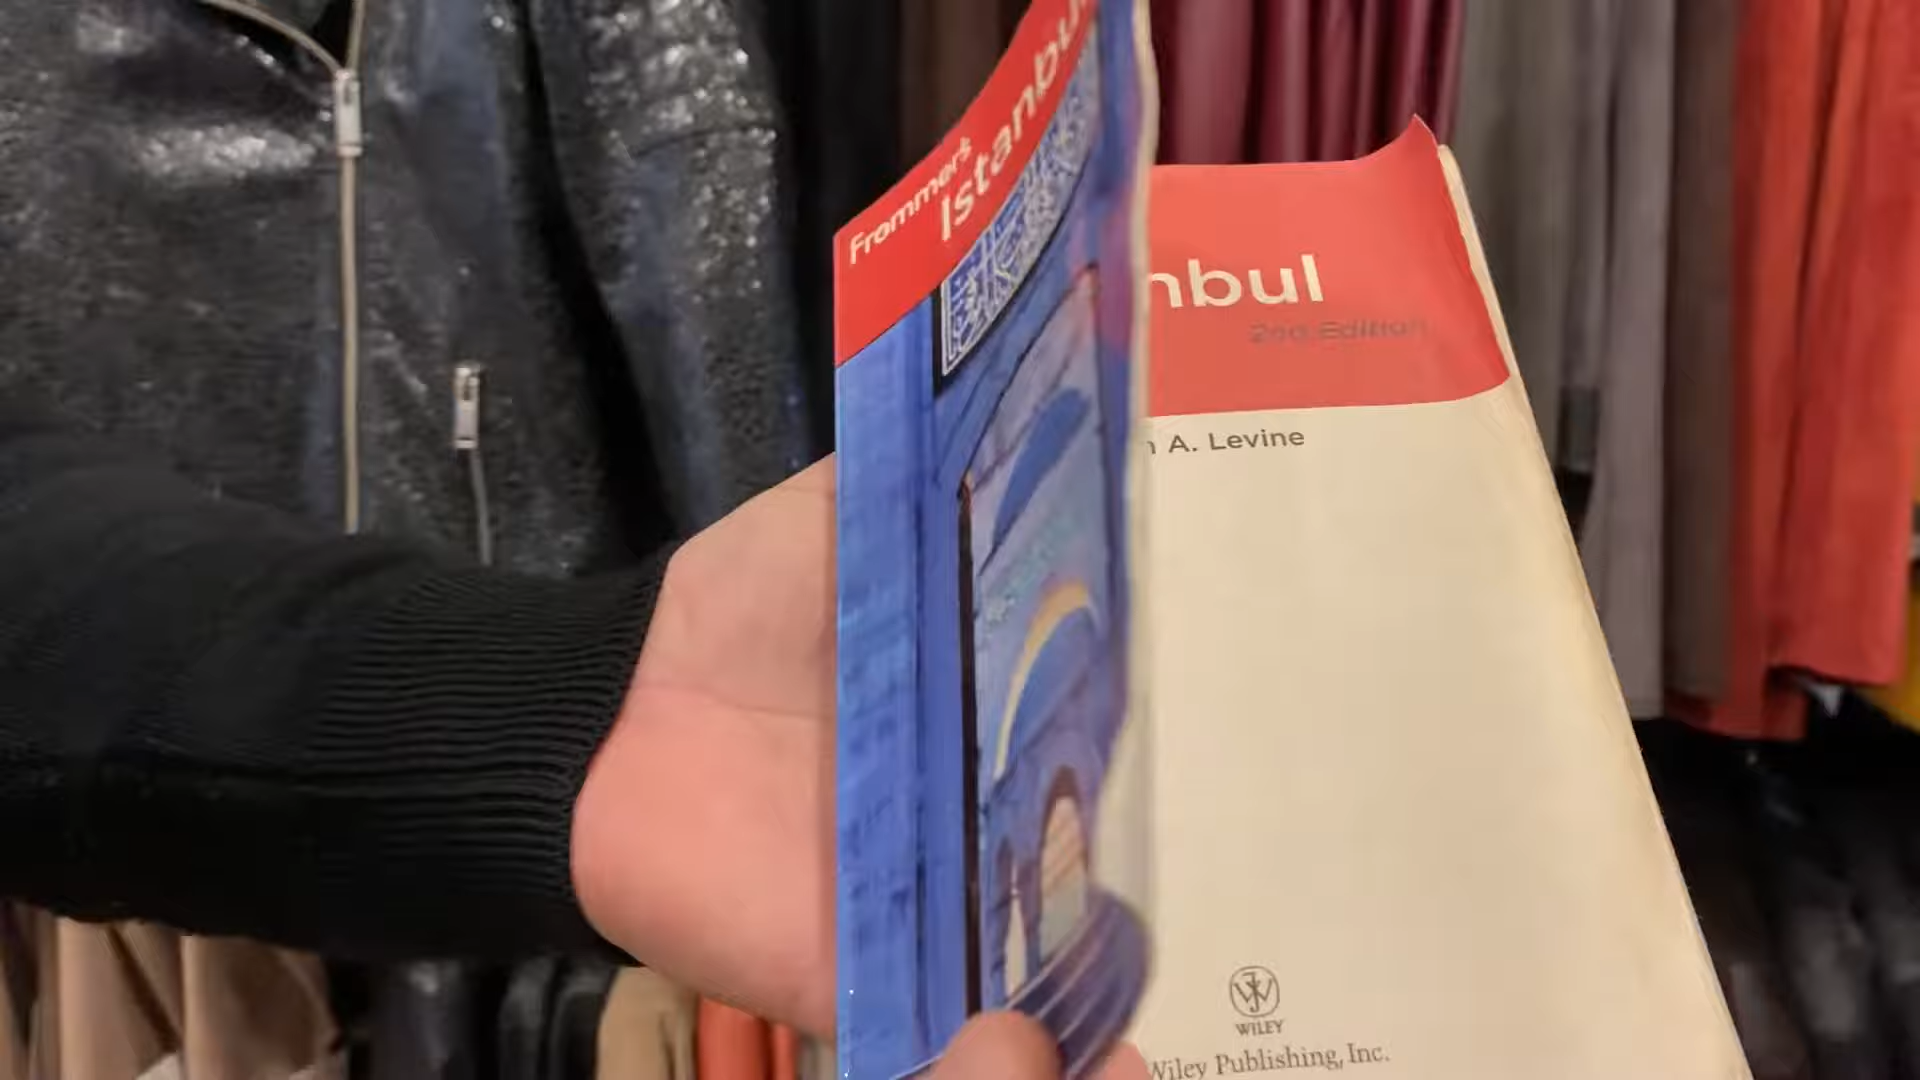 Frommer's
Istanbul
nbul
2nd Edition
A. Levine
WILEY
Wiley Publishing, Inc.